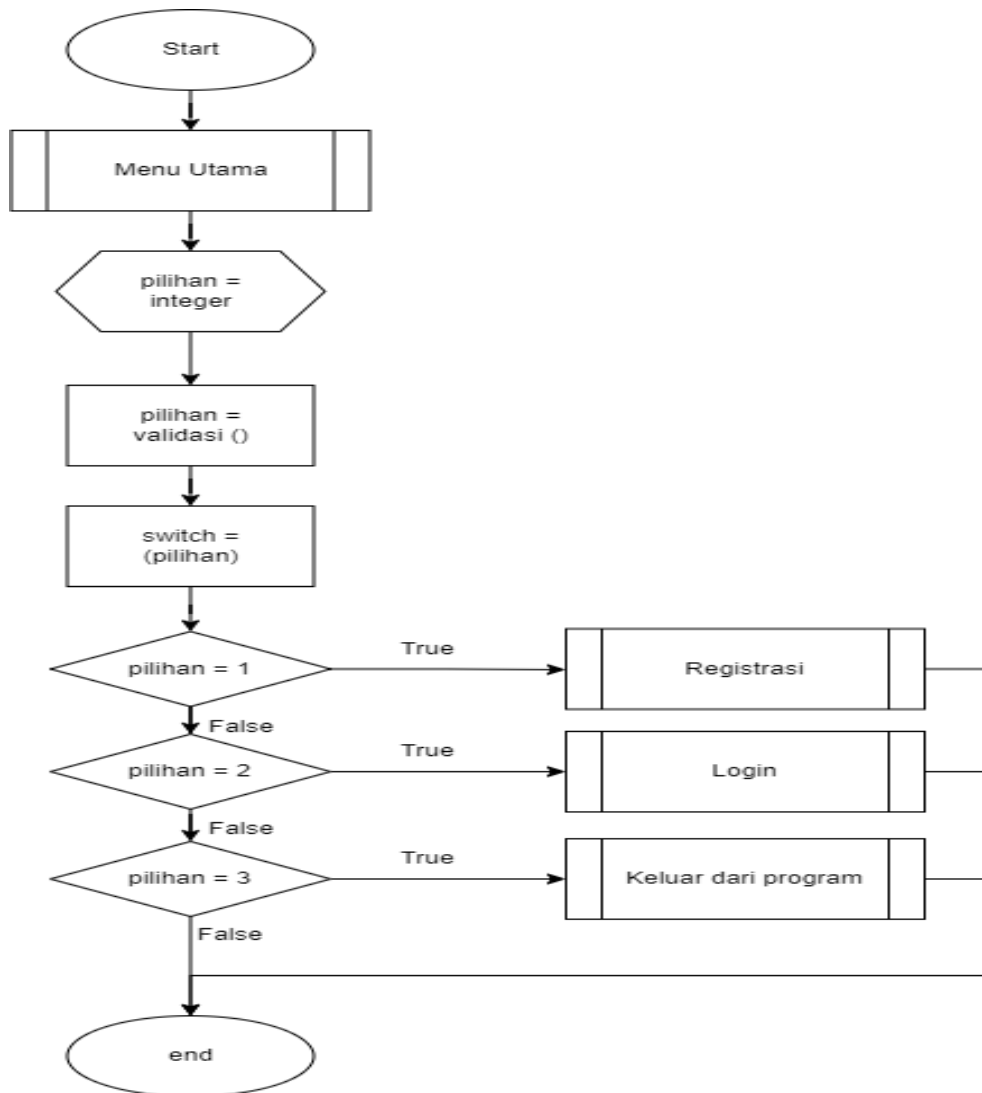 Start
Menu Utama
pilihan =
integer
pilihan =
validasi ()
switch =
(pilihan)
pilihan = 1
True
Registrasi
False
pilihan = 2
True
Login
False
pilihan = 3
True
Keluar dari program
False
end